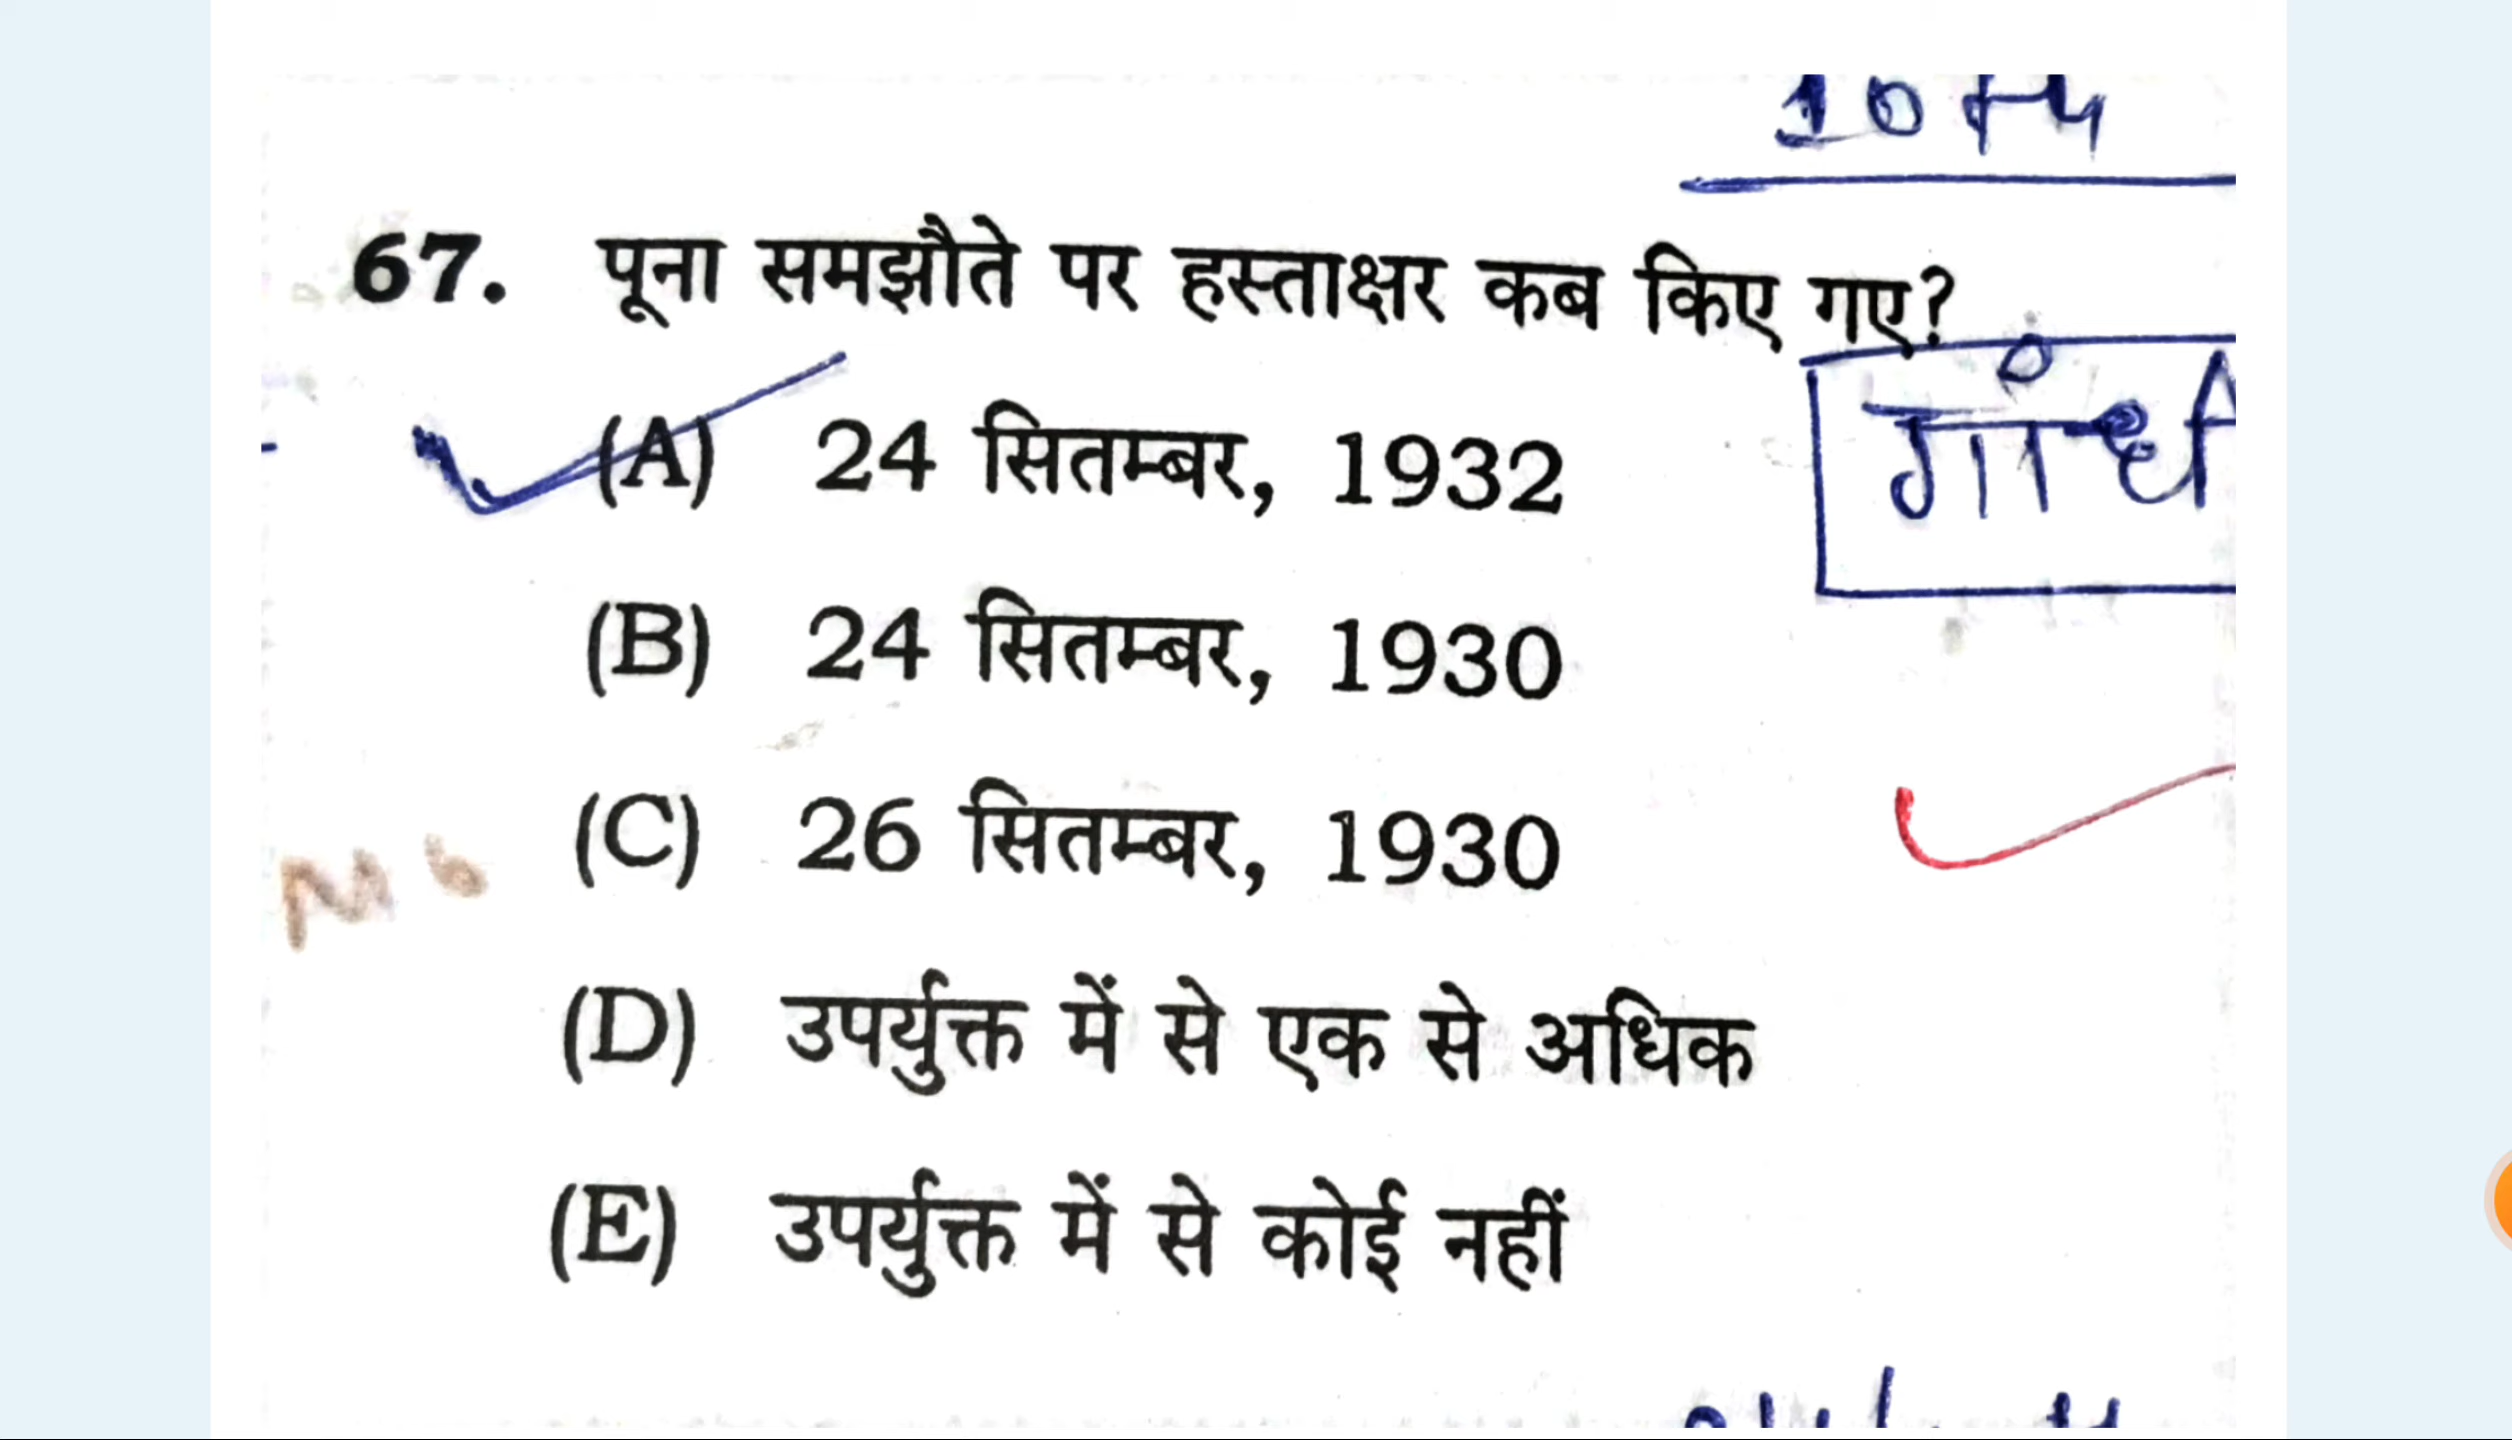 67. पूना समझौते पर हस्ताक्षर कब किए गए?
(A) 24 सितम्बर, 1932
(B) 24 सितम्बर, 1930
(C) 26 सितम्बर, 1930
(D) उपर्युक्त में से एक से अधिक
(E) उपर्युक्त में से कोई नहीं